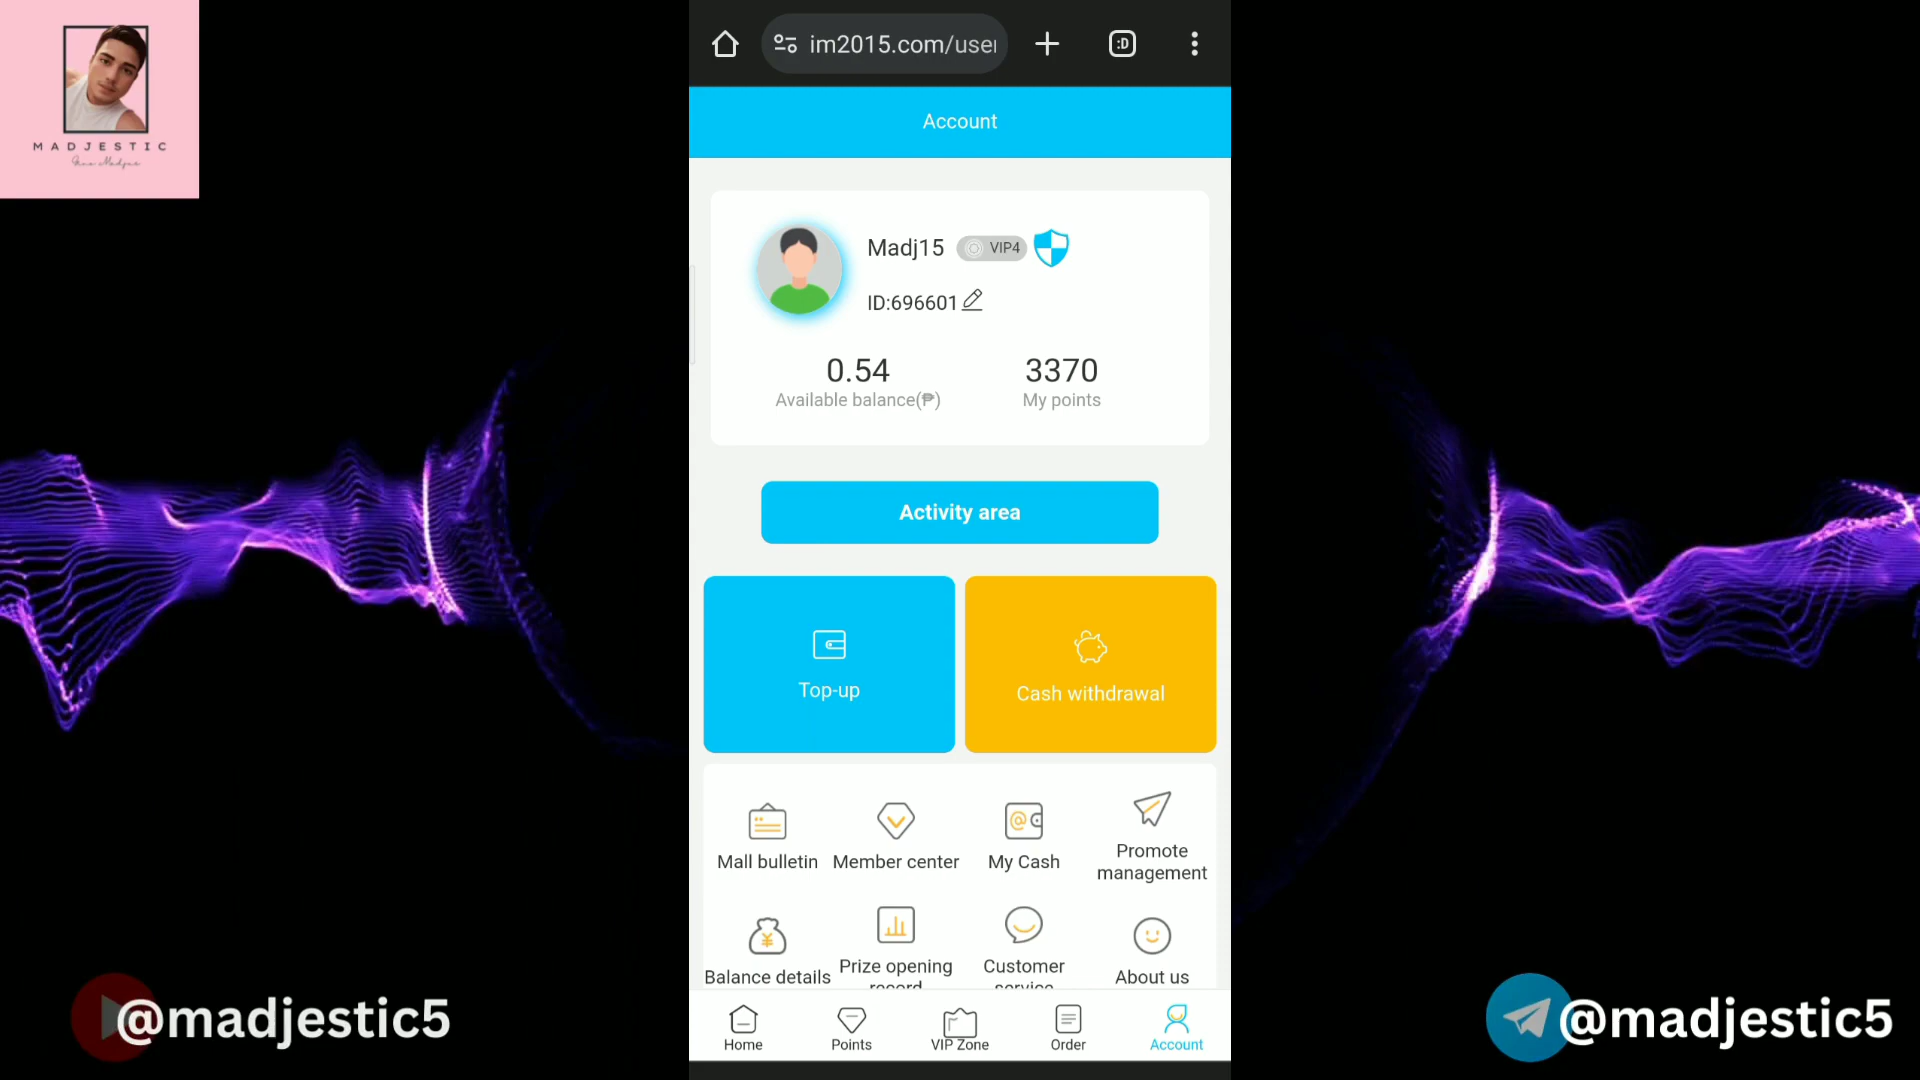 MADJESTIC
im2015.com/user
:D
Account
Madj15 VIP4
ID:696601
0.54 3370
Available balance(₱) My points
Activity area
Top-up Cash withdrawal
Mall bulletin Member center My Cash Promote management
Balance details Prize opening record Customer service About us
Home Points VIP Zone Order Account
@madjestic5 @madjestic5